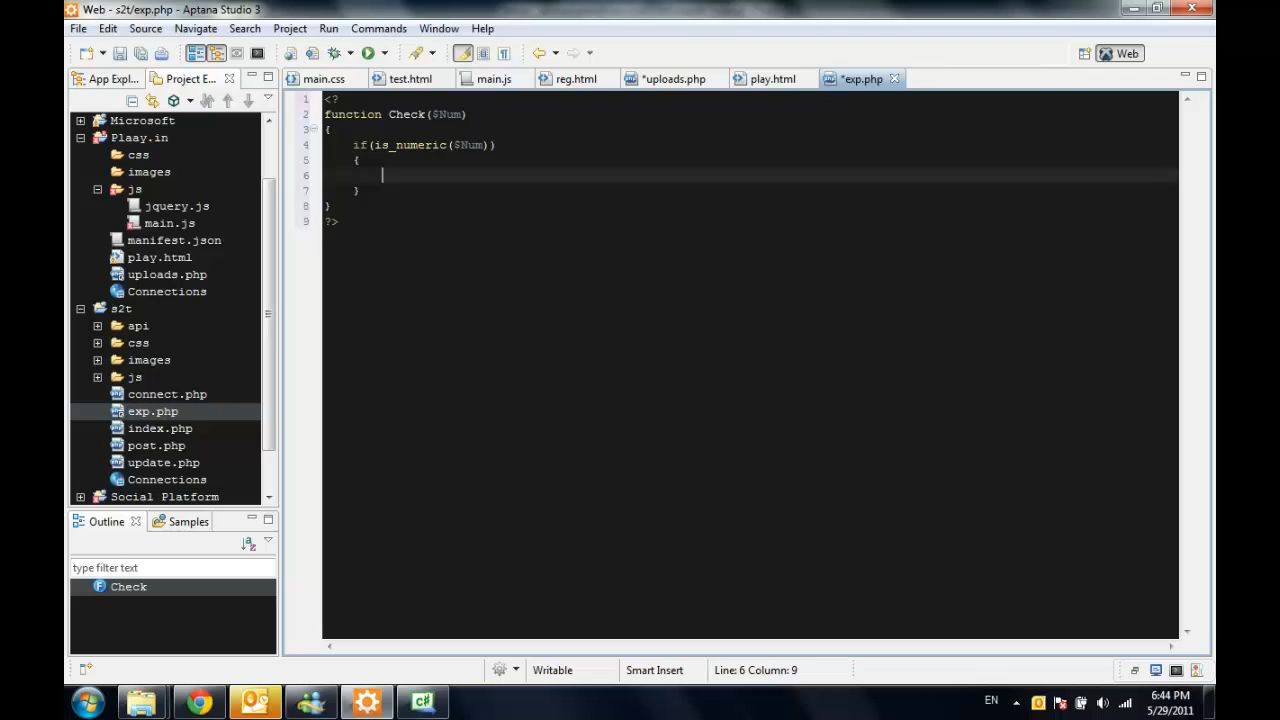 Web - s2t/exp.php - Aptana Studio 3
File Edit Source Navigate Search Project Run Commands Window Help
Web
App Expl... Project E...
main.css test.html main.js reg.html *uploads.php play.html *exp.php
Microsoft
Plaay.in
css
images
js
jquery.js
main.js
manifest.json
play.html
uploads.php
Connections
s2t
api
css
images
js
connect.php
exp.php
index.php
post.php
update.php
Connections
Social Platform
1 <?
2 function Check($Num)
3 {
4 if(is_numeric($Num))
5 {
6
7 }
8 }
9 ?>
Outline Samples
type filter text
Check
Writable Smart Insert Line: 6 Column: 9
EN 6:44 PM
5/29/2011